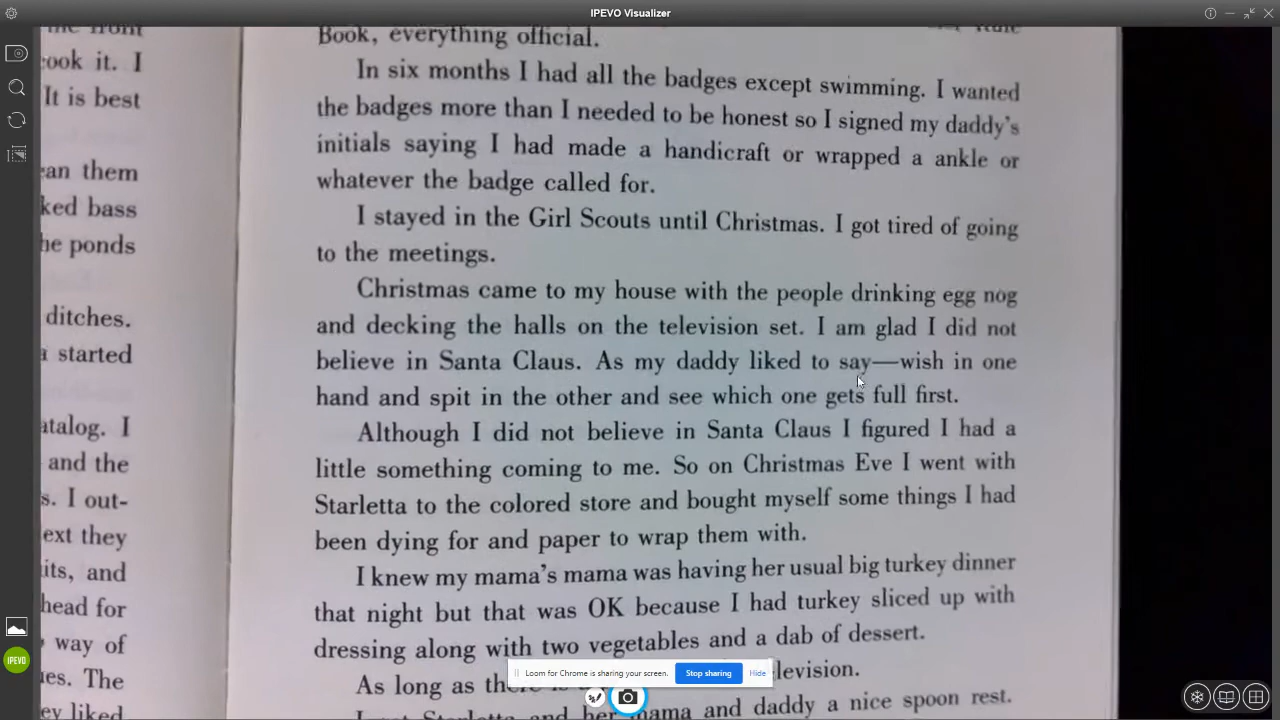 IPEVO Visualizer
ook it. I
It is best
an them
ked bass
he ponds
ditches.
a started
atalog. I
and the
s. I out-
ext they
its, and
head for
way of
ues. The
ey liked
Book, everything official.
In six months I had all the badges except swimming. I wanted
the badges more than I needed to be honest so I signed my daddy's
initials saying I had made a handicraft or wrapped a ankle or
whatever the badge called for.
I stayed in the Girl Scouts until Christmas. I got tired of going
to the meetings.
Christmas came to my house with the people drinking egg nog
and decking the halls on the television set. I am glad I did not
believe in Santa Claus. As my daddy liked to say—wish in one
hand and spit in the other and see which one gets full first.
Although I did not believe in Santa Claus I figured I had a
little something coming to me. So on Christmas Eve I went with
Starletta to the colored store and bought myself some things I had
been dying for and paper to wrap them with.
I knew my mama's mama was having her usual big turkey dinner
that night but that was OK because I had turkey sliced up with
dressing along with two vegetables and a dab of dessert.
As long as levision.
Starletta and her mama and daddy a nice spoon rest.
IPEVO
Loom for Chrome is sharing your screen. Stop sharing Hide